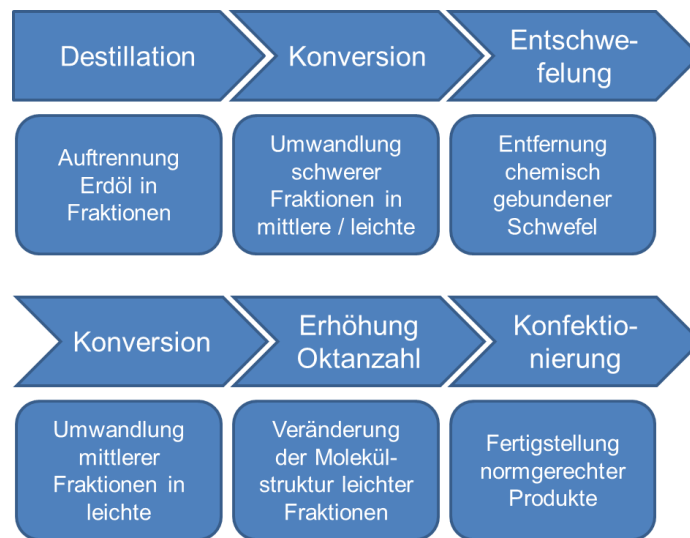 Destillation
Konversion
Entschwe-
felung
Auftrennung
Erdöl in
Fraktionen
Umwandlung
schwerer
Fraktionen in
mittlere / leichte
Entfernung
chemisch
gebundener
Schwefel
Konversion
Erhöhung
Oktanzahl
Konfektio-
nierung
Umwandlung
mittlerer
Fraktionen in
leichte
Veränderung
der Molekül-
struktur leichter
Fraktionen
Fertigstellung
normgerechter
Produkte